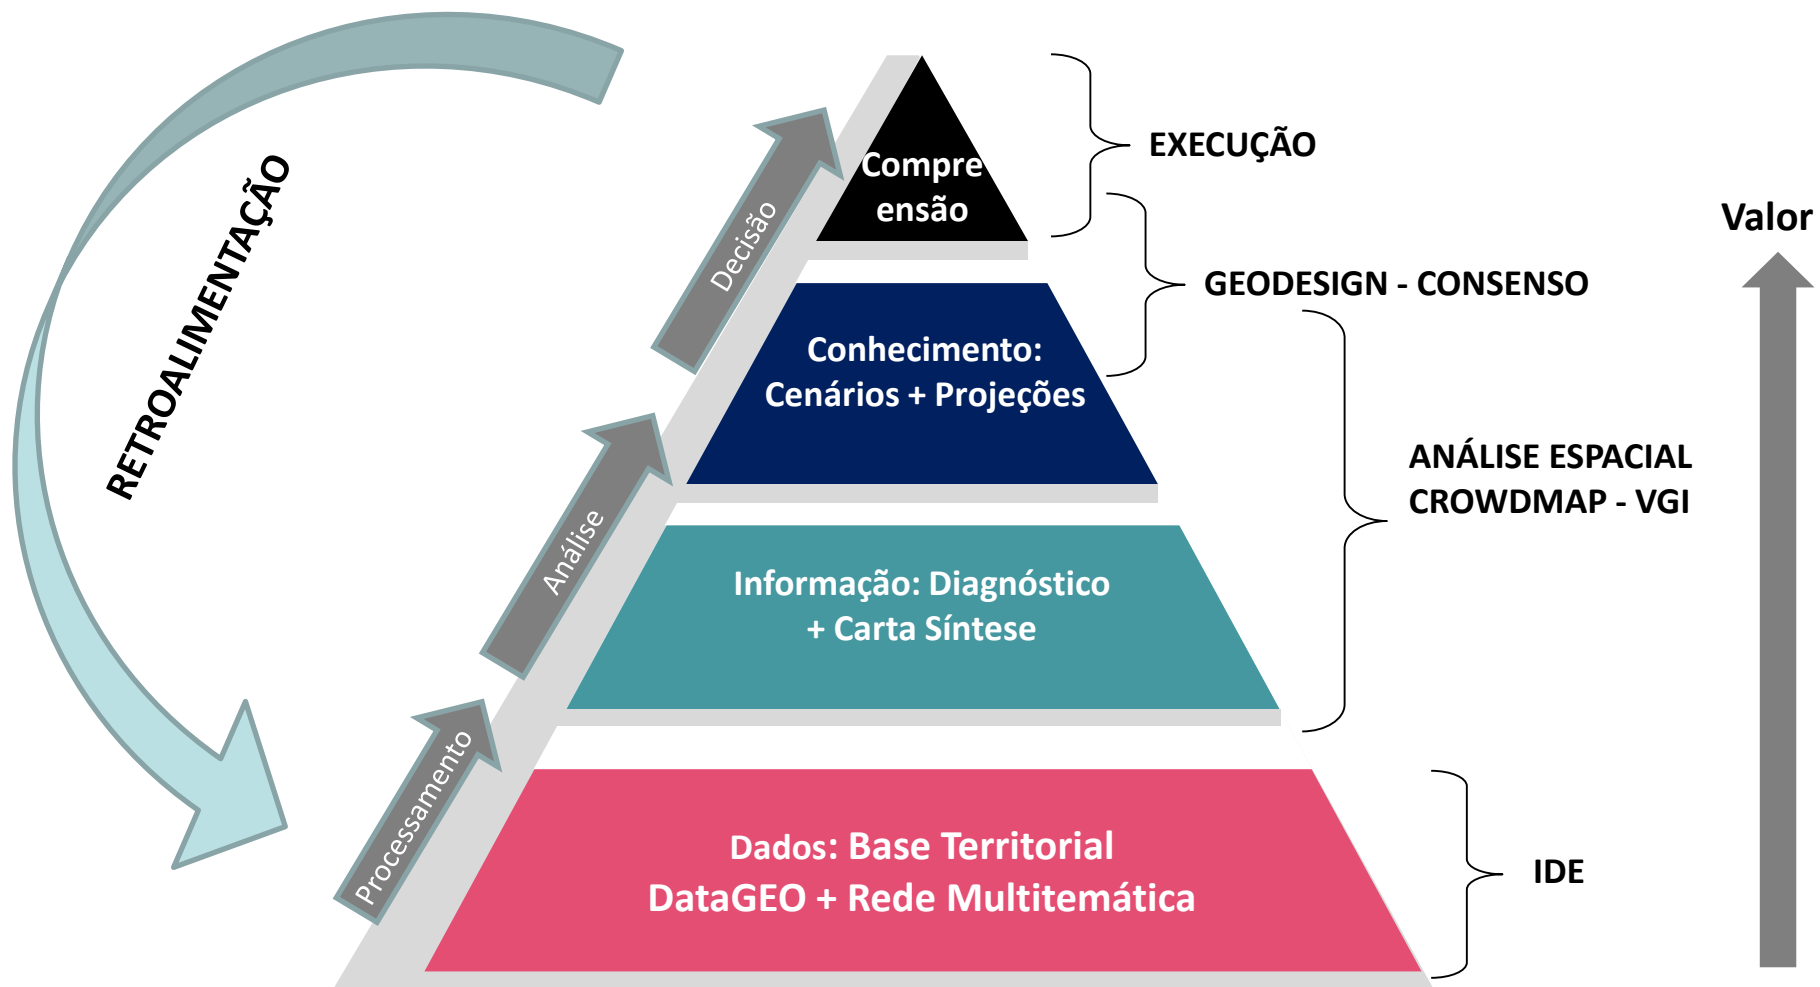 RETROALIMENTAÇÃO
Decisão
Análise
Processamento
Compre
ensão
Conhecimento:
Cenários + Projeções
Informação: Diagnóstico
+ Carta Síntese
Dados: Base Territorial
DataGEO + Rede Multitemática
EXECUÇÃO
GEODESIGN - CONSENSO
ANÁLISE ESPACIAL
CROWDMAP - VGI
IDE
Valor